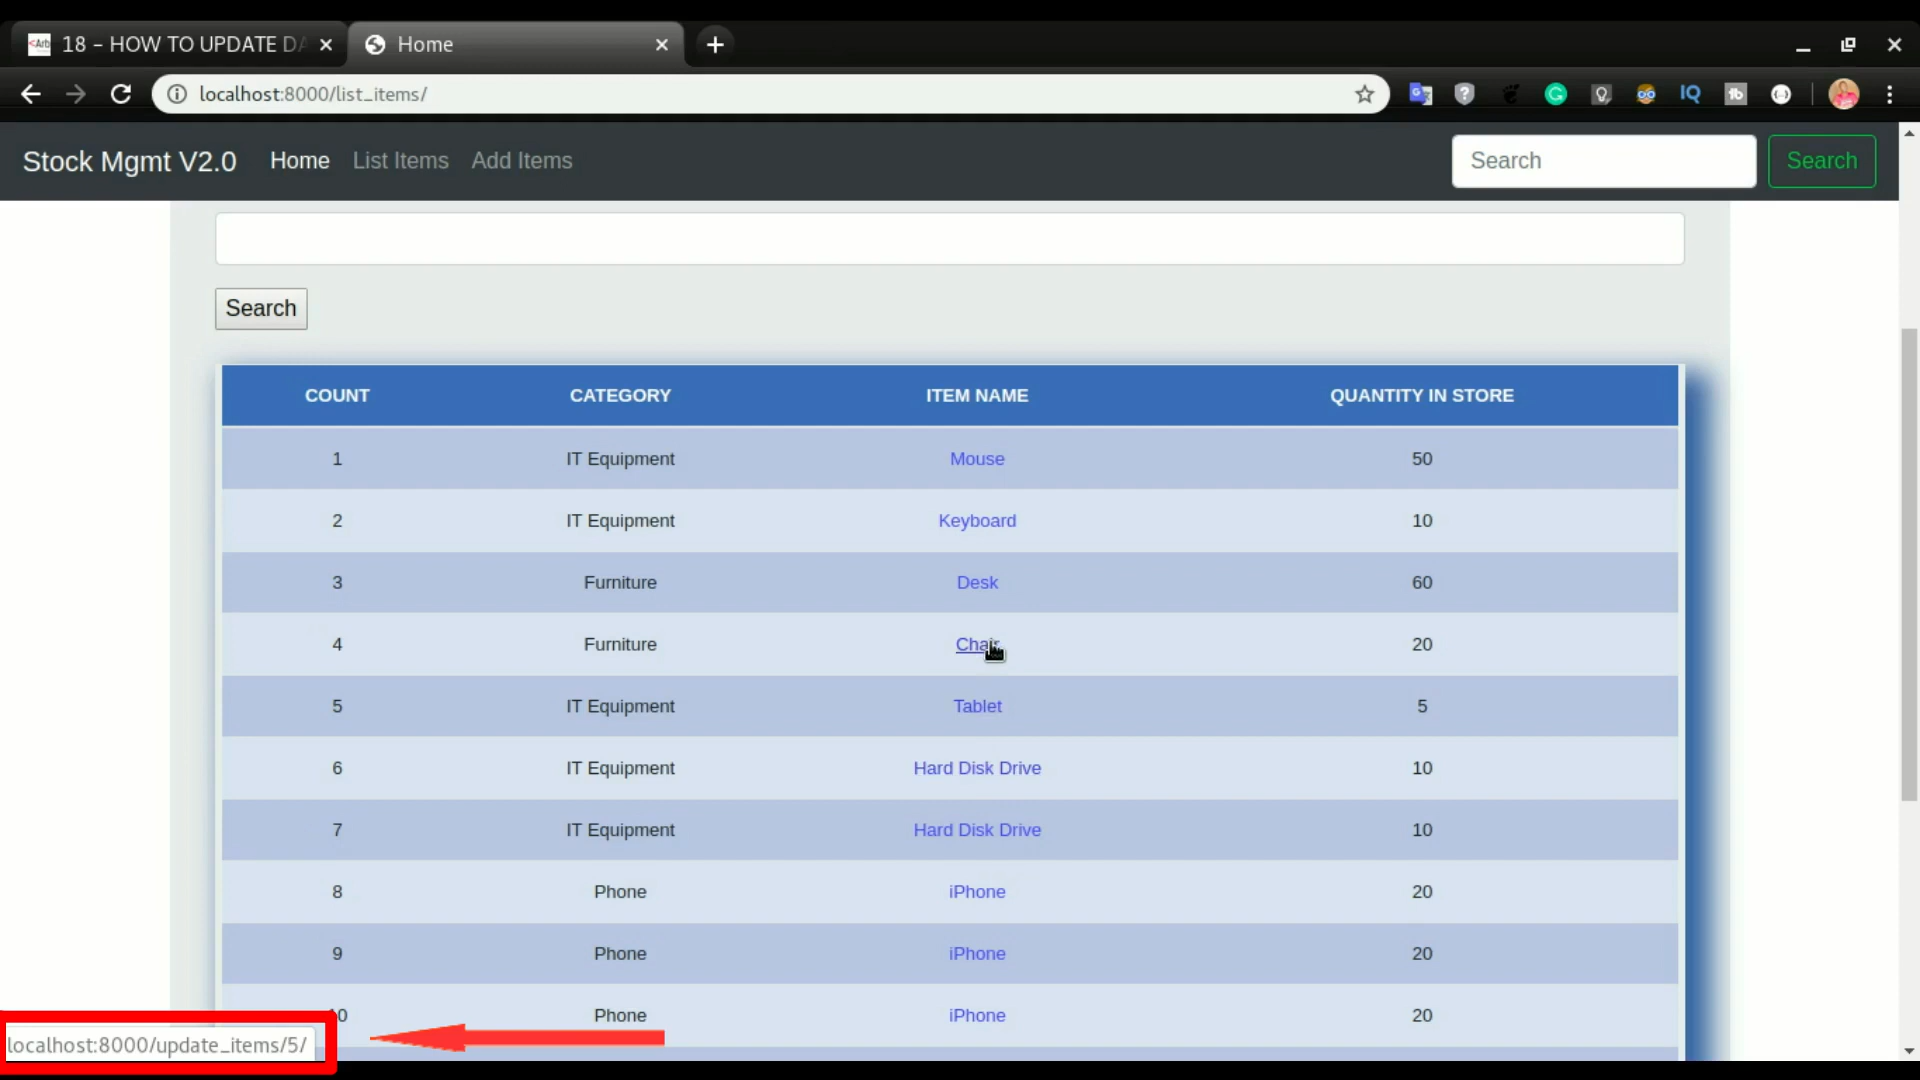 18 – HOW TO UPDATE DA
Home
localhost:8000/list_items/
Stock Mgmt V2.0 Home List Items Add Items Search Search
Search
COUNT CATEGORY ITEM NAME QUANTITY IN STORE
1 IT Equipment Mouse 50
2 IT Equipment Keyboard 10
3 Furniture Desk 60
4 Furniture Chair 20
5 IT Equipment Tablet 5
6 IT Equipment Hard Disk Drive 10
7 IT Equipment Hard Disk Drive 10
8 Phone iPhone 20
9 Phone iPhone 20
10 Phone iPhone 20
localhost:8000/update_items/5/